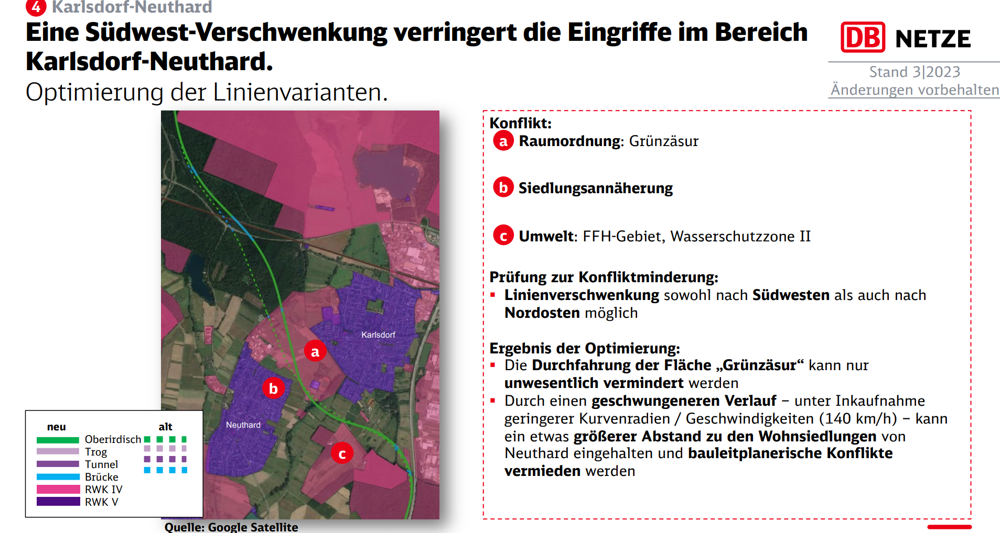 4 Karlsdorf-Neuthard
Eine Südwest-Verschwenkung verringert die Eingriffe im Bereich
Karlsdorf-Neuthard.
Optimierung der Linienvarianten.
DB NETZE
Stand 3|2023
Änderungen vorbehalten
Karlsdorf
a
b
Neuthard
c
neu alt
Oberirdisch
Trog
Tunnel
Brücke
RWK IV
RWK V
Quelle: Google Satellite
Konflikt:
a Raumordnung: Grünzäsur
b Siedlungsannäherung
c Umwelt: FFH-Gebiet, Wasserschutzzone II
Prüfung zur Konfliktminderung:
▪ Linienverschwenkung sowohl nach Südwesten als auch nach
Nordosten möglich
Ergebnis der Optimierung:
▪ Die Durchfahrung der Fläche „Grünzäsur“ kann nur
unwesentlich vermindert werden
▪ Durch einen geschwungeneren Verlauf – unter Inkaufnahme
geringerer Kurvenradien / Geschwindigkeiten (140 km/h) – kann
ein etwas größerer Abstand zu den Wohnsiedlungen von
Neuthard eingehalten und bauleitplanerische Konflikte
vermieden werden